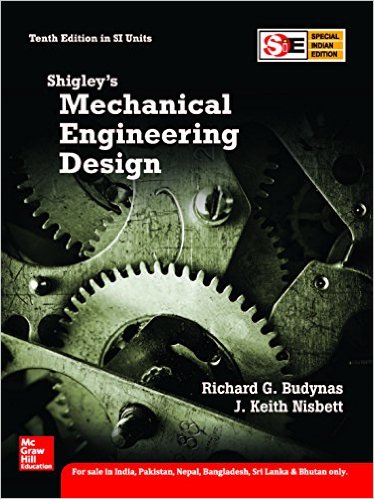 Tenth Edition in SI Units
SiE
SPECIAL
INDIAN
EDITION
Shigley's
Mechanical
Engineering
Design
Richard G. Budynas
J. Keith Nisbett
Mc
Graw
Hill
Education
For sale in India, Pakistan, Nepal, Bangladesh, Sri Lanka & Bhutan only.